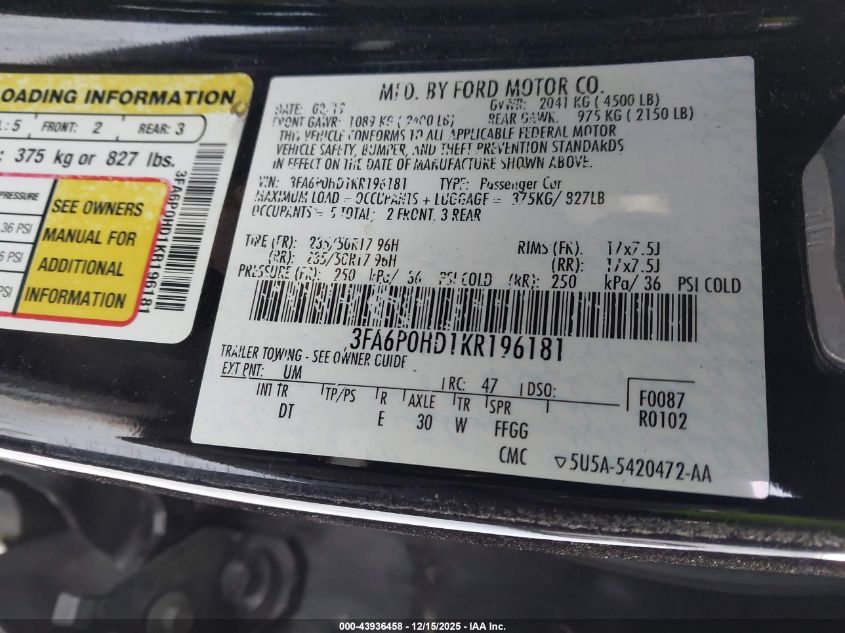 OADING INFORMATION
: 5 FRONT: 2 REAR: 3
: 375 kg or 827 lbs.
PRESSURE
36 PSI
6 PSI
PSI
SEE OWNERS
MANUAL FOR
ADDITIONAL
INFORMATION
3FA6P0HD1KR196181
MFD. BY FORD MOTOR CO.
DATE: GVWR: 2041 KG ( 4500 LB)
FRONT GAWR: 1089 KG ( 2400 LB) REAR GAWR: 975 KG ( 2150 LB)
THIS VEHICLE CONFORMS TO ALL APPLICABLE FEDERAL MOTOR
VEHICLE SAFETY, BUMPER, AND THEFT PREVENTION STANDARDS
IN EFFECT ON THE DATE OF MANUFACTURE SHOWN ABOVE.
VIN: 3FA6P0HD1KR196181 TYPE: Passenger Car
MAXIMUM LOAD = OCCUPANTS + LUGGAGE = 375KG/ 827LB
OCCUPANTS = 5 TOTAL: 2 FRONT, 3 REAR
TIRE (FR): 235/50R17 96H RIMS (FR): 17x7.5J
(RR): 235/50R17 96H (RR): 17x7.5J
PRESSURE (FR): 250 kPa/ 36 PSI COLD (RR): 250 kPa/ 36 PSI COLD
3FA6P0HD1KR196181
TRAILER TOWING - SEE OWNER GUIDE
EXT PNT: UM RC: 47 DSO: F0087
INT TR TP/PS R AXLE TR SPR R0102
DT E 30 W FFGG
CMC 5U5A-5420472-AA
000-43936458 - 12/15/2025 - IAA Inc.